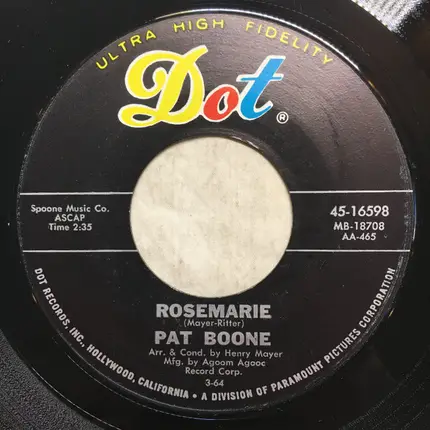 ULTRA HIGH FIDELITY
Dot®
Spoone Music Co.
ASCAP
Time 2:35
45-16598
MB-18708
AA-465
ROSEMARIE
(Mayer-Ritter)
PAT BOONE
Arr. & Cond. by Henry Mayer
Mfg. by Agoom Agooc
Record Corp.
3-64
DOT RECORDS, INC., HOLLYWOOD, CALIFORNIA • A DIVISION OF PARAMOUNT PICTURES CORPORATION